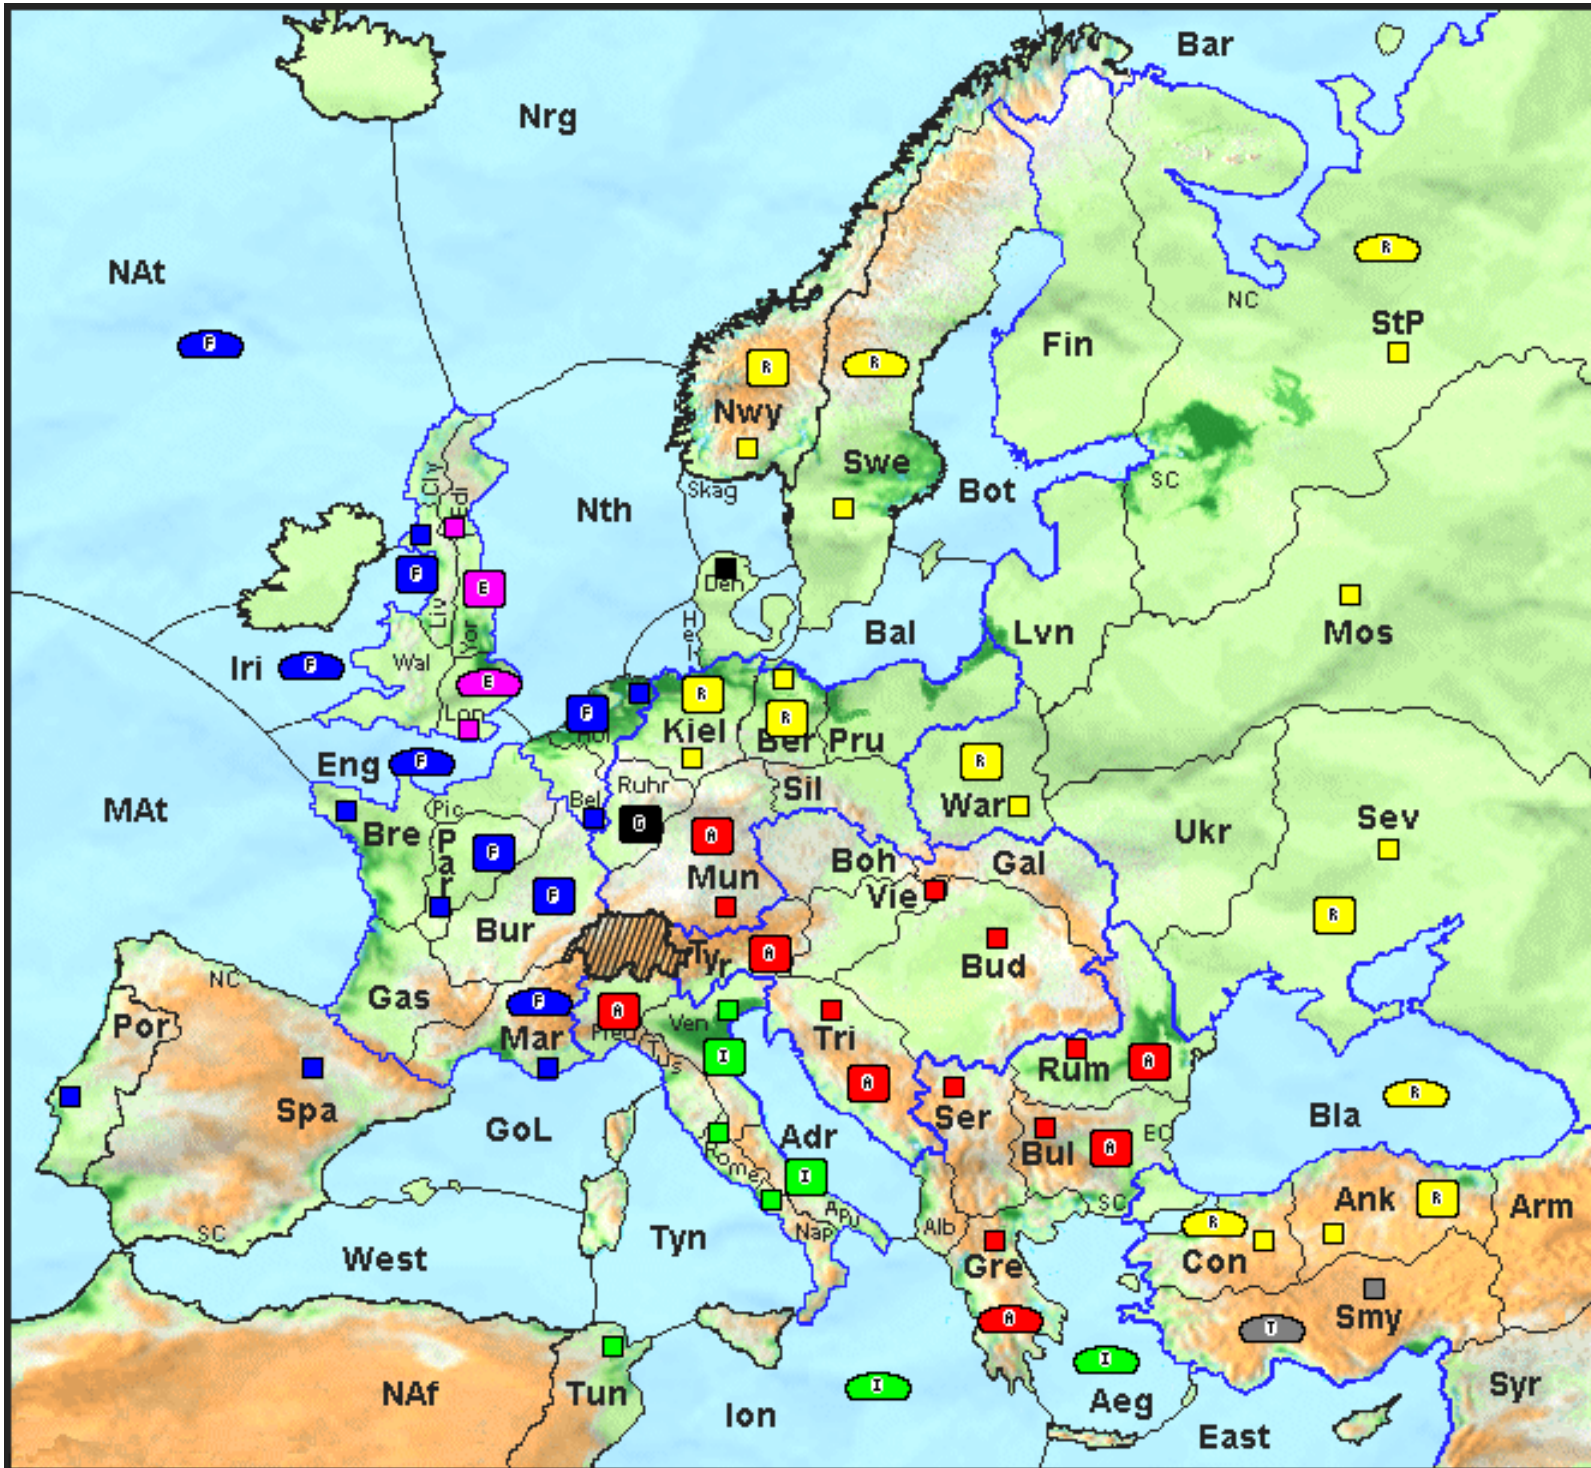 Bar
Nrg
R
NC
NAt
StP
F
Fin
R
R
Nwy
Cly
Edi
Swe
SC
Skag
Bot
Nth
F
E
Den
Liv
Yor
Hel
Bal
Lvn
Mos
Wal
Iri
F
E
R
Lon
F
R
Kiel
Ber
Pru
Hol
Eng
F
R
Ruhr
Sil
War
MAt
Pic
Bel
Bre
Par
G
A
Ukr
Sev
F
Boh
Gal
Mun
Vie
F
Bur
R
Tyr
A
Bud
NC
Gas
F
A
Pied
Ven
Por
Mar
Tri
Tus
I
Rum
A
A
Ser
Spa
R
Bla
GoL
Adr
Bul
A
EC
Rome
I
Ank
R
Arm
SC
Apu
Nap
Alb
SC
R
Tyn
West
Con
Gre
A
T
Smy
I
NAf
Tun
I
Aeg
Syr
Ion
East